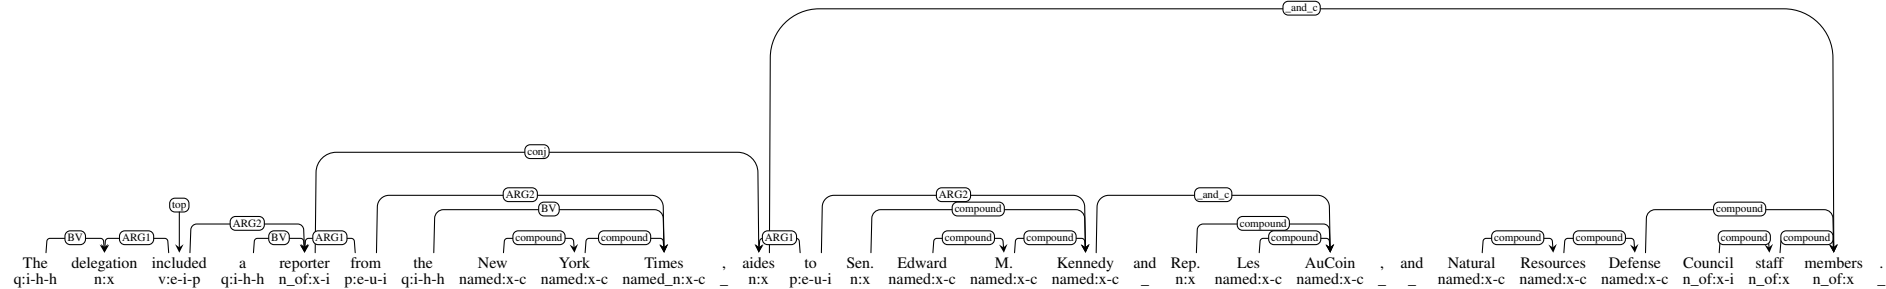 _and_c
conj
top
ARG2
ARG2
_and_c
BV
compound
ARG2
compound
compound
BV
ARG1
BV
ARG1
compound
compound
ARG1
compound
compound
compound
compound
compound
compound
compound
The delegation included a reporter from the New York Times , aides to Sen. Edward M. Kennedy and Rep. Les AuCoin , and Natural Resources Defense Council staff members .
q:i-h-h n:x v:e-i-p q:i-h-h n_of:x-i p:e-u-i q:i-h-h named:x-c named:x-c named_n:x-c _ n:x p:e-u-i n:x named:x-c named:x-c named:x-c _ n:x named:x-c named:x-c _ _ named:x-c named:x-c named:x-c n_of:x-i n_of:x n_of:x _